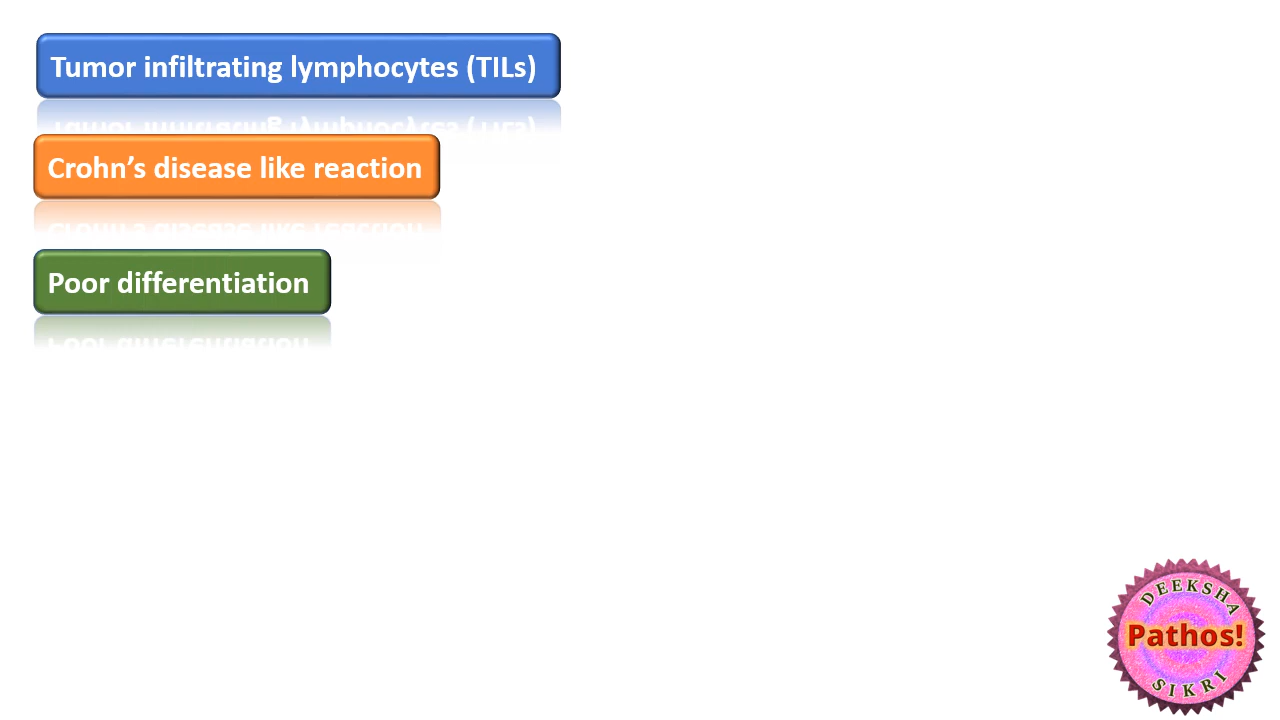 Tumor infiltrating lymphocytes (TILs)
Crohn’s disease like reaction
Poor differentiation
DEEKSHA
Pathos!
SIKRI